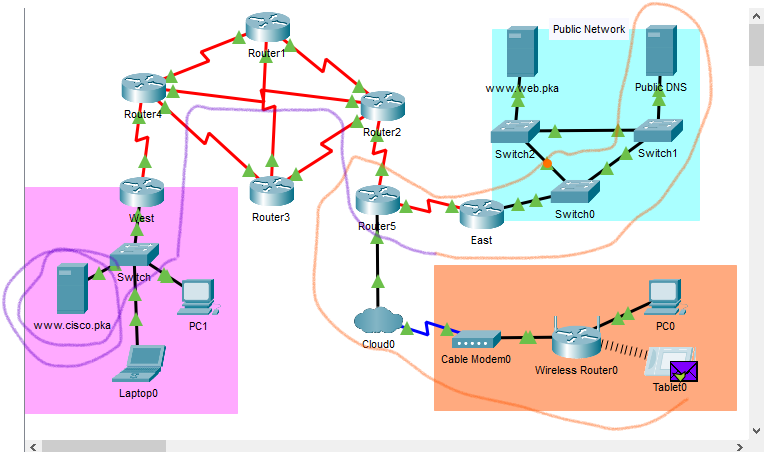 Public Network
Router1
www.web.pka
Public DNS
Router4
Router2
Switch2
Switch1
West
Router3
Router5
East
Switch0
Switch
www.cisco.pka
PC1
Laptop0
Cloud0
Cable Modem0
Wireless Router0
PC0
Tablet0